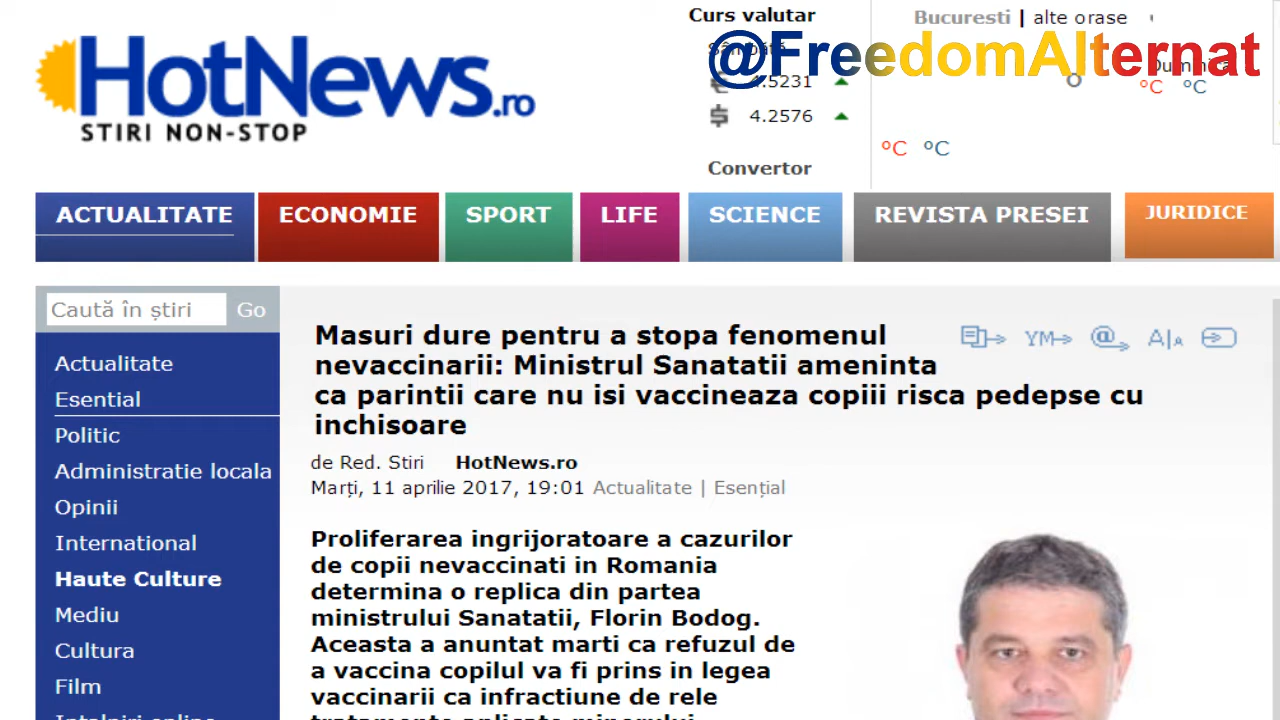 Curs valutar
Bucuresti | alte orase
@FreedomAlternat
HotNews.ro
STIRI NON-STOP
€ 4.5231
$ 4.2576
°C °C
°C °C
Convertor
ACTUALITATE
ECONOMIE
SPORT
LIFE
SCIENCE
REVISTA PRESEI
JURIDICE
Caută în știri Go
Actualitate
Esential
Politic
Administratie locala
Opinii
International
Haute Culture
Mediu
Cultura
Film
Masuri dure pentru a stopa fenomenul
nevaccinarii: Ministrul Sanatatii ameninta
ca parintii care nu isi vaccineaza copiii risca pedepse cu
inchisoare
YM
@
A|A
de Red. Stiri HotNews.ro
Marți, 11 aprilie 2017, 19:01 Actualitate | Esențial
Proliferarea ingrijoratoare a cazurilor
de copii nevaccinati in Romania
determina o replica din partea
ministrului Sanatatii, Florin Bodog.
Aceasta a anuntat marti ca refuzul de
a vaccina copilul va fi prins in legea
vaccinarii ca infractiune de rele